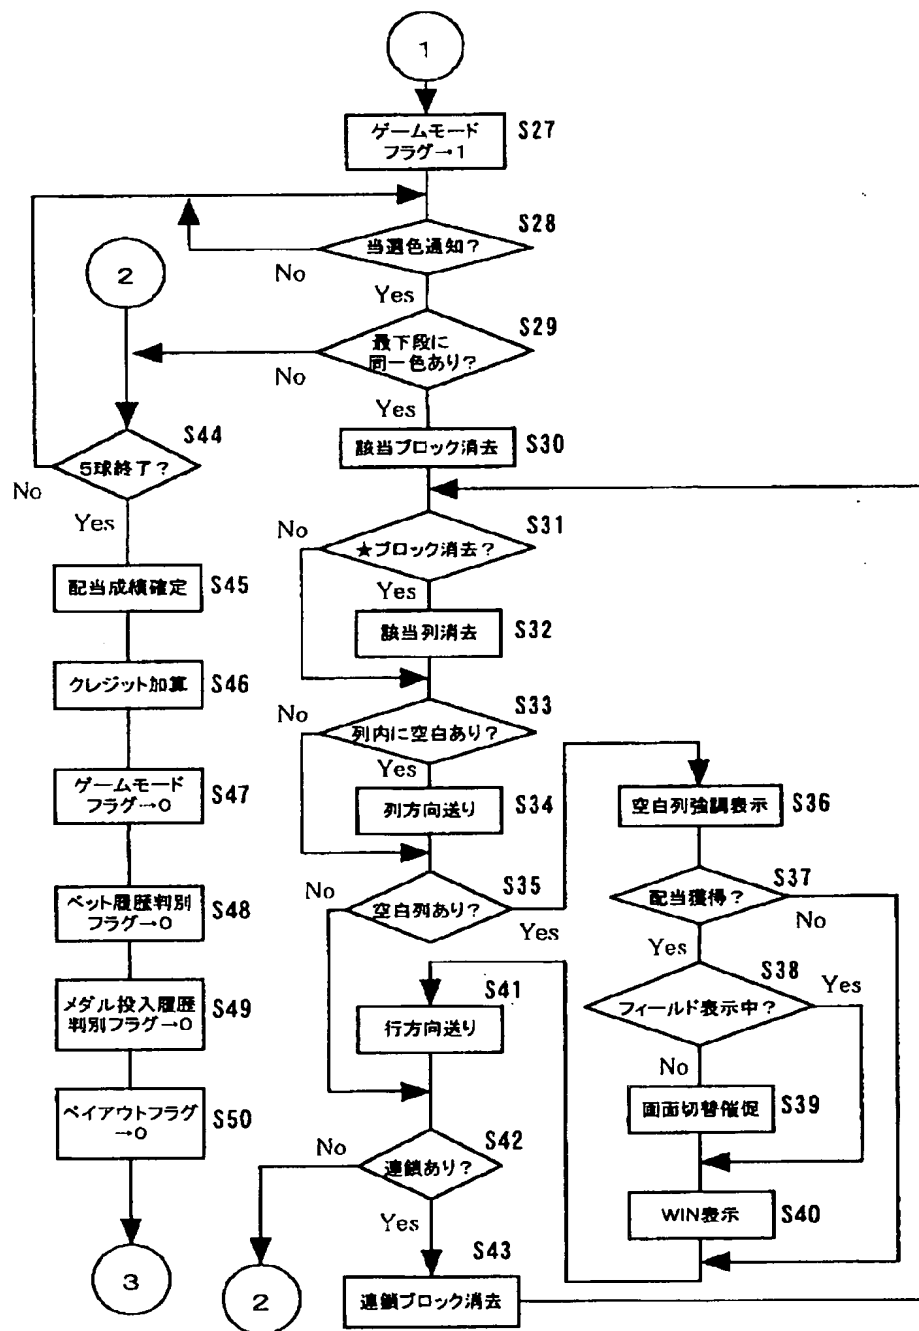 1
ゲームモード
フラグ→1
S27
当選色通知?
S28
No
Yes
2
最下段に
同一色あり?
S29
No
Yes
該当ブロック消去
S30
5球終了?
S44
No
Yes
★ブロック消去?
S31
No
Yes
該当列消去
S32
配当成績確定
S45
クレジット加算
S46
列内に空白あり?
S33
No
Yes
列方向送り
S34
ゲームモード
フラグ→0
S47
空白列強調表示
S36
空白列あり?
S35
No
Yes
配当獲得?
S37
No
Yes
ベット履歴判別
フラグ→0
S48
フィールド表示中?
S38
Yes
No
行方向送り
S41
メダル投入履歴
判別フラグ→0
S49
画面切替催促
S39
ペイアウトフラグ
→0
S50
連鎖あり?
S42
No
Yes
WIN表示
S40
連鎖ブロック消去
S43
3
2